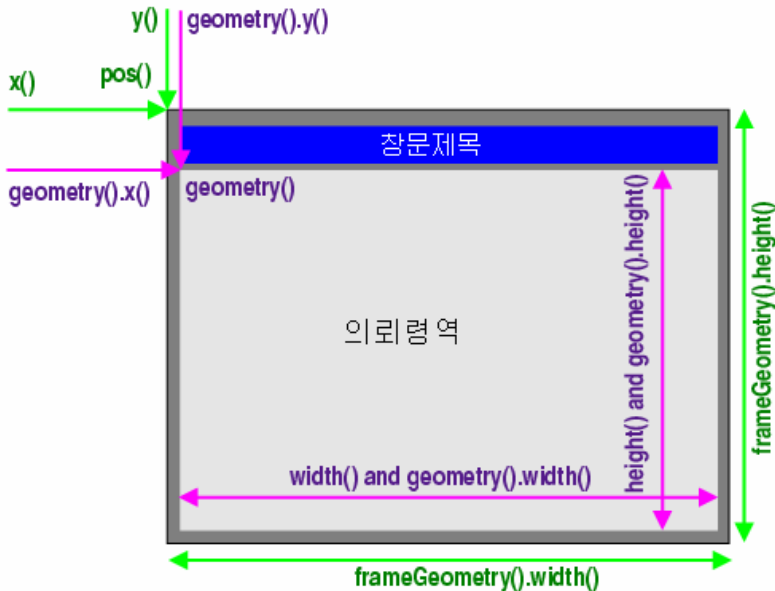 y()
geometry().y()
x()
pos()
창문제목
geometry().x()
geometry()
height() and geometry().height()
frameGeometry().height()
의뢰령역
width() and geometry().width()
frameGeometry().width()